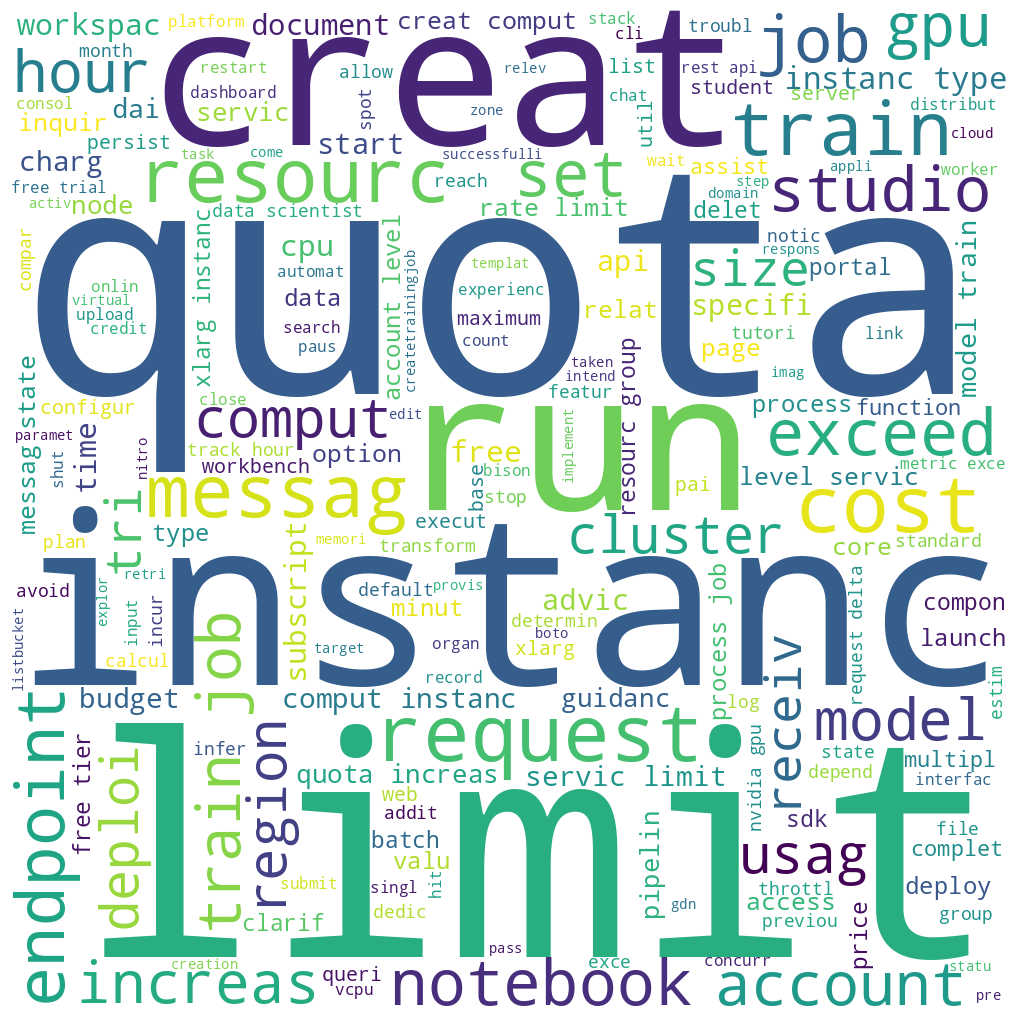 workspac
platform
document
creat comput
stack
cli
troubl
job
gpu
hour
month
restart
dashboard
allow
relev
creat
list
rest api
student
instanc type
server
consol
inquir
dai
servic
spot
zone
chat
util
distribut
persist
start
train
cloud
charg
task
come
successfulli
wait
assist
appli
worker
free trial
resourc
reach
set
step
domain
studio
activ
node
data scientist
rate limit
delet
notic
respons
compar
xlarg instanc
cpu
account level
templat
api
size
portal
model train
onlin
virtual
upload
credit
automat
data
search
paus
createtrainingjob
experienc
maximum
count
relat
specifi
tutori
link
quota
page
taken
intend
imag
messag state
configur
close
edit
featur
resourc group
process
function
paramet
shut
time
nitro
comput
track hour
workbench
option
run
free
bison
stop
base
implement
exceed
metric exce
level servic
pai
messag
cost
plan
tri
type
execut
cluster
core
standard
retri
memori
transform
avoid
explor
input
incur
subscript
default
provis
minut
advic
determin
process job
request delta
compon
launch
listbucket
calcul
target
organ
boto
xlarg
instanc
record
estim
endpoint
budget
train job
comput instanc
guidanc
log
model
deploi
region
infer
request
receiv
nvidia gpu
state
depend
multipl
interfac
free tier
quota increas
servic limit
web
addit
batch
valu
pipelin
sdk
file
complet
usag
submit
singl
hit
dedic
throttl
access
previou
deploy
group
clarif
gdn
price
limit
pass
creation
increas
queri
vcpu
notebook
exce
concurr
account
statu
pre